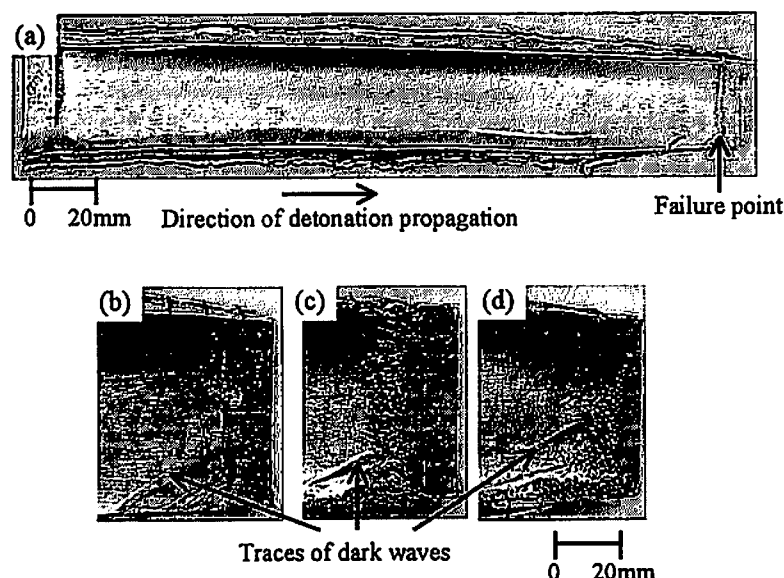 (a)
0 20mm Direction of detonation propagation Failure point
(b) (c) (d)
Traces of dark waves
0 20mm